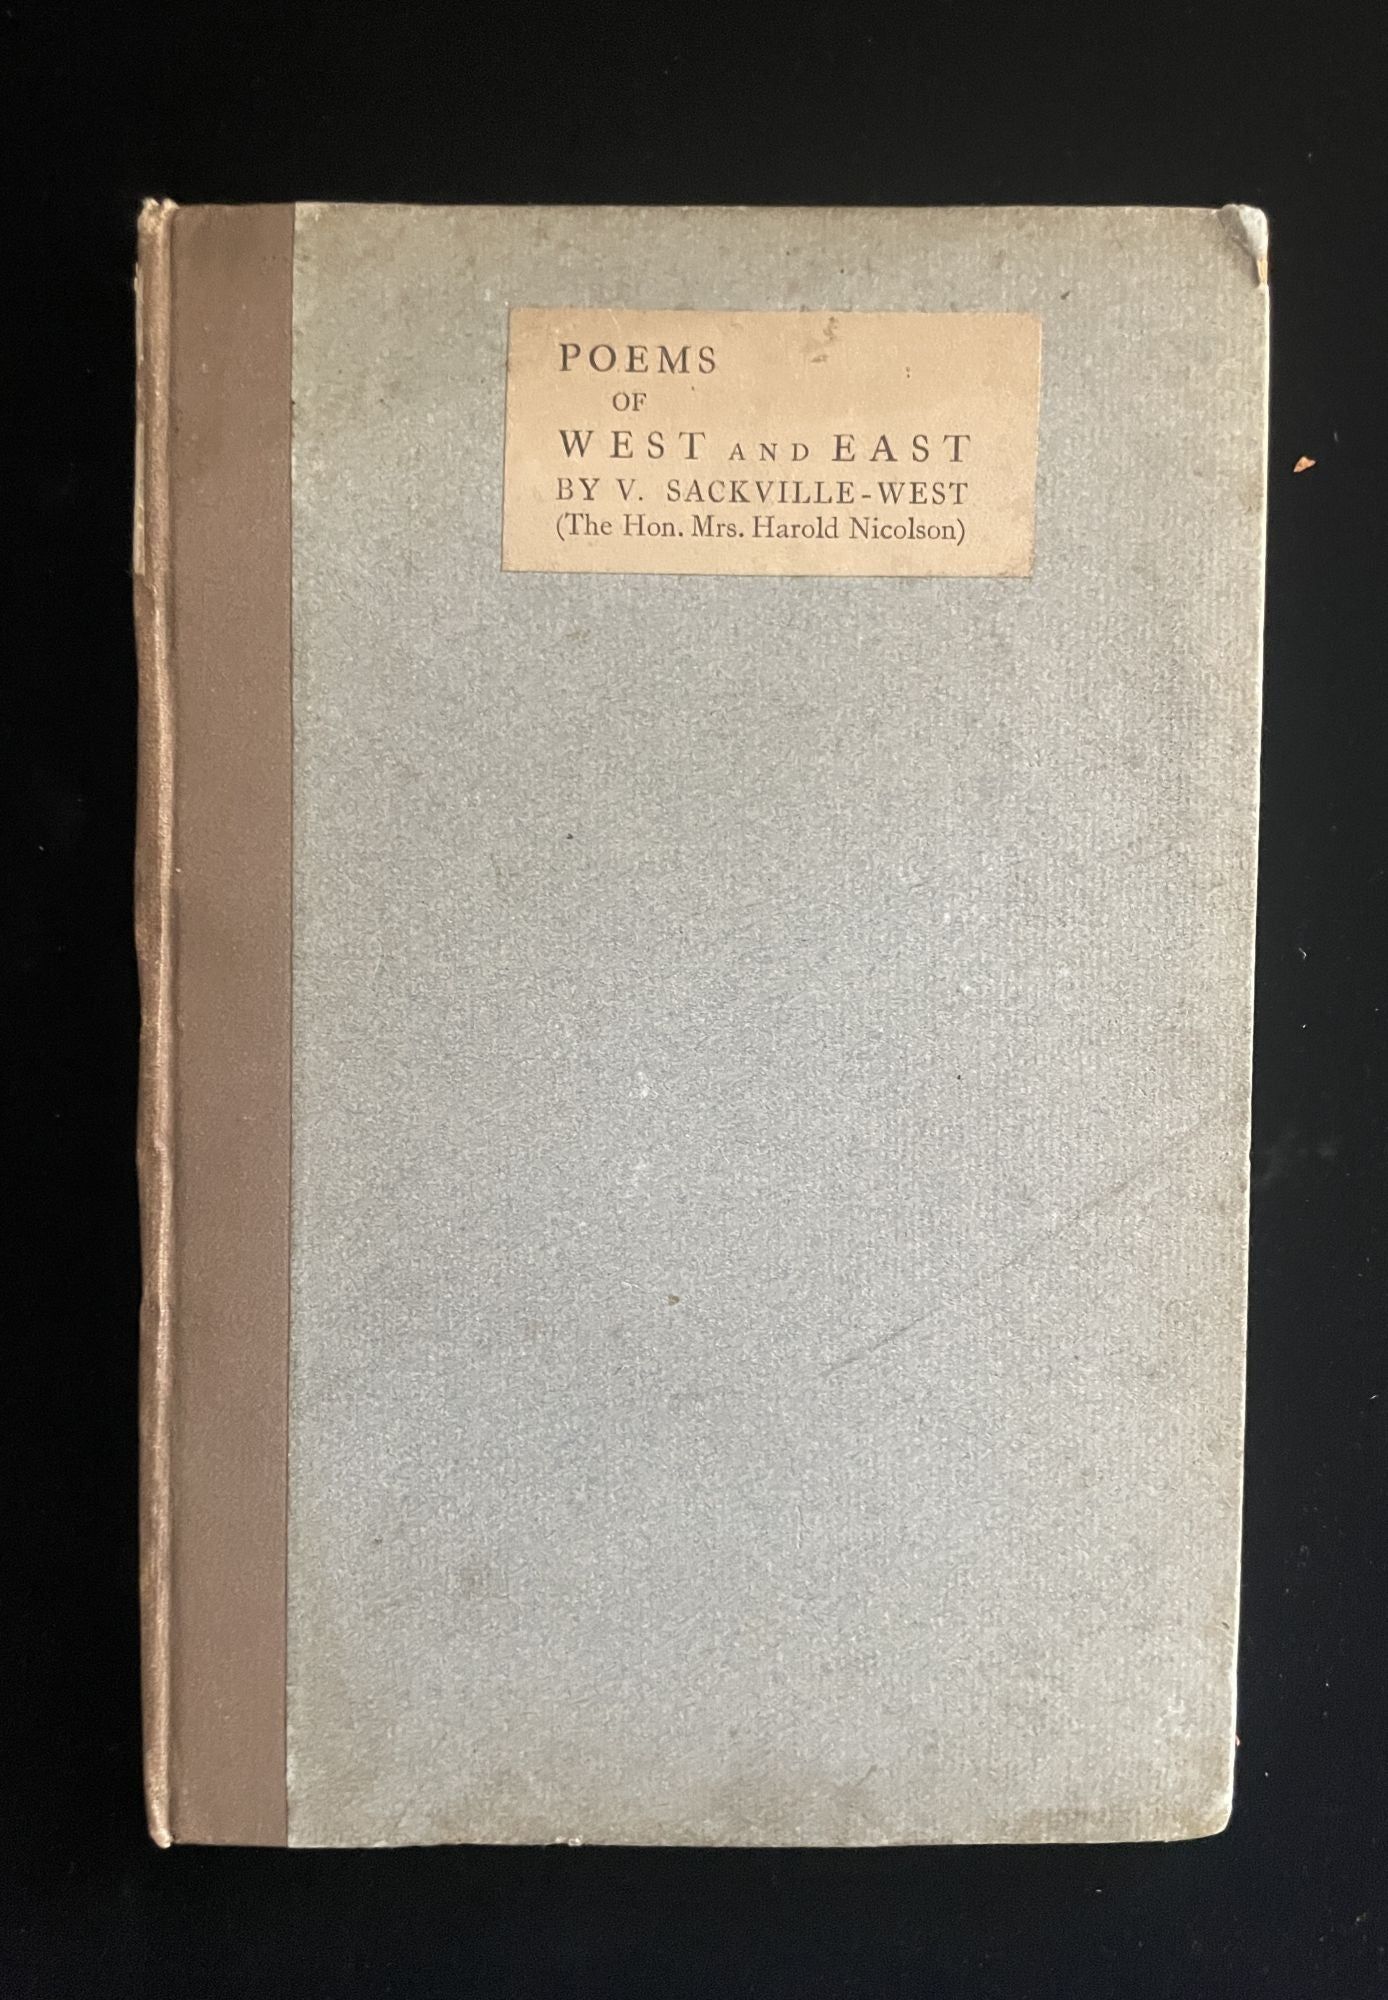 POEMS
OF
WEST AND EAST
BY V. SACKVILLE-WEST
(The Hon. Mrs. Harold Nicolson)